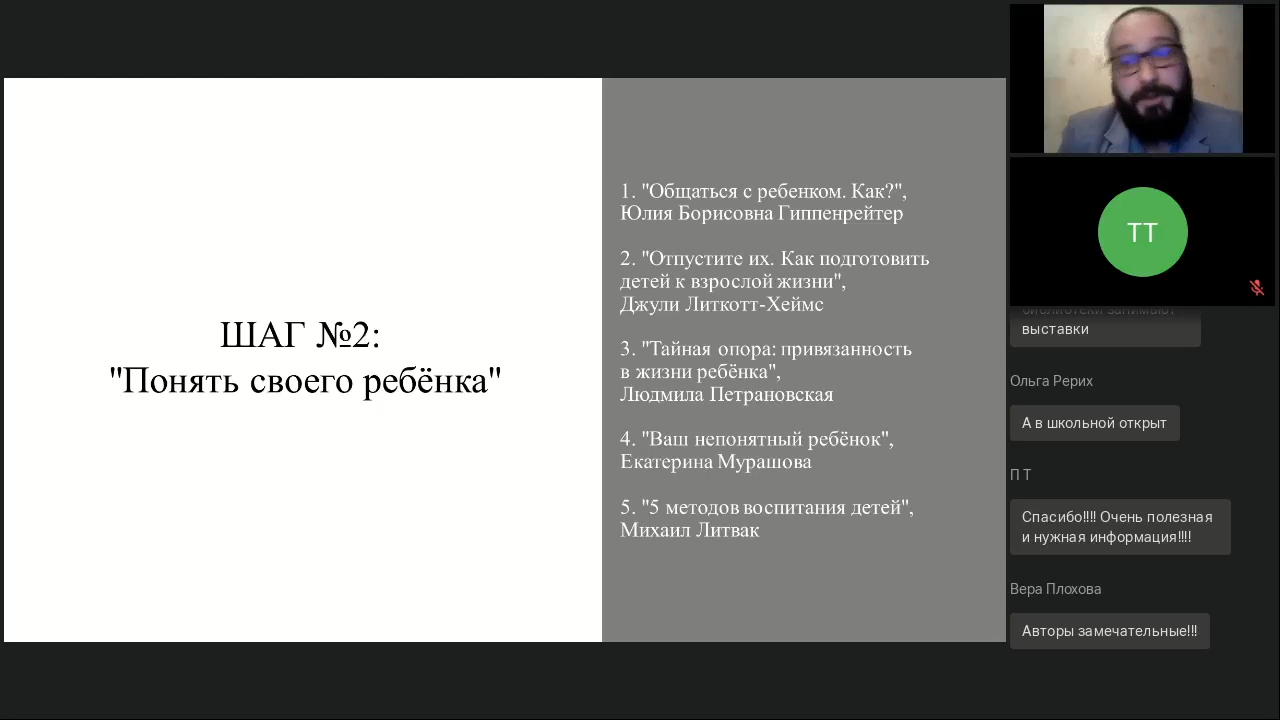 ШАГ №2:
"Понять своего ребёнка"
1. "Общаться с ребенком. Как?",
Юлия Борисовна Гиппенрейтер
2. "Отпустите их. Как подготовить
детей к взрослой жизни",
Джули Литкотт-Хеймс
3. "Тайная опора: привязанность
в жизни ребёнка",
Людмила Петрановская
4. "Ваш непонятный ребёнок",
Екатерина Мурашова
5. "5 методов воспитания детей",
Михаил Литвак
ТТ
библиотеки занимают
выставки
Ольга Рерих
А в школьной открыт
П Т
Спасибо!!!! Очень полезная
и нужная информация!!!!
Вера Плохова
Авторы замечательные!!!